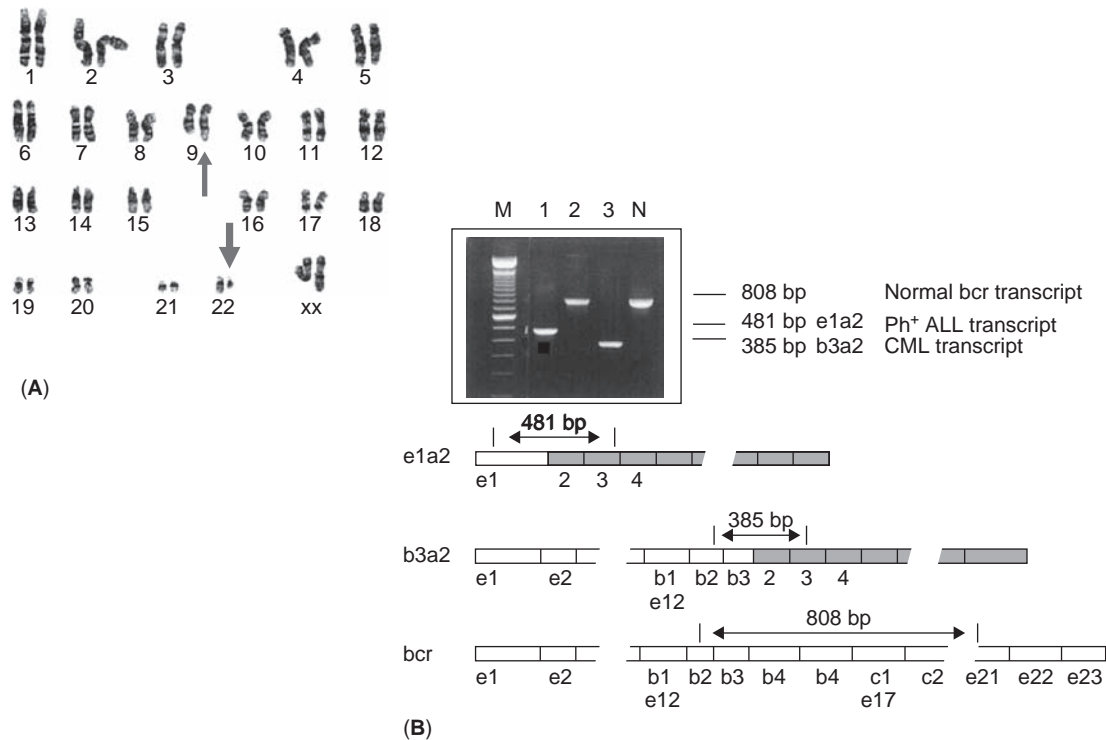 1 2 3 4 5
6 7 8 9 10 11 12
13 14 15 16 17 18
19 20 21 22 xx
(A)
M 1 2 3 N
808 bp Normal bcr transcript
481 bp e1a2 Ph+ ALL transcript
385 bp b3a2 CML transcript
481 bp
e1a2
e1 2 3 4
385 bp
b3a2
e1 e2 b1 b2 b3 2 3 4
e12
808 bp
bcr
e1 e2 b1 b2 b3 b4 b4 c1 c2 e21 e22 e23
e12 e17
(B)